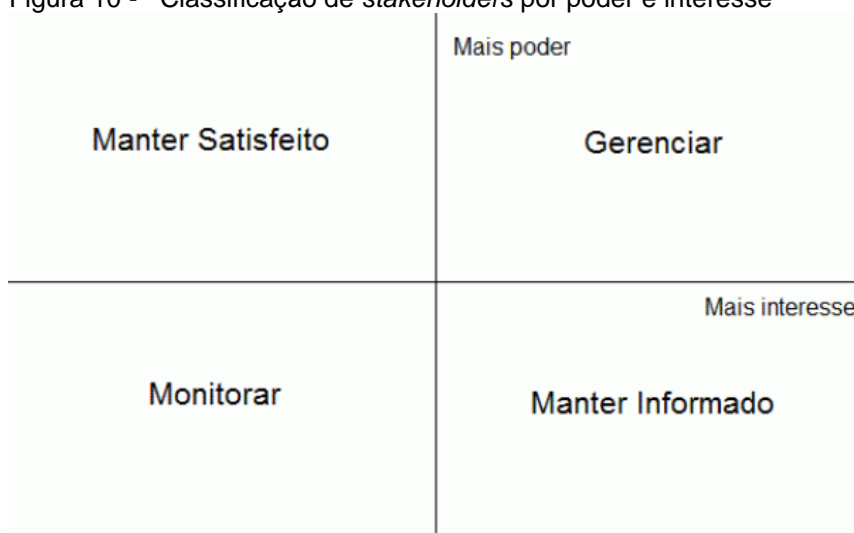 Figura 10 - Classificação de stakeholders por poder e interesse
Mais poder
Manter Satisfeito
Gerenciar
Mais interesse
Monitorar
Manter Informado